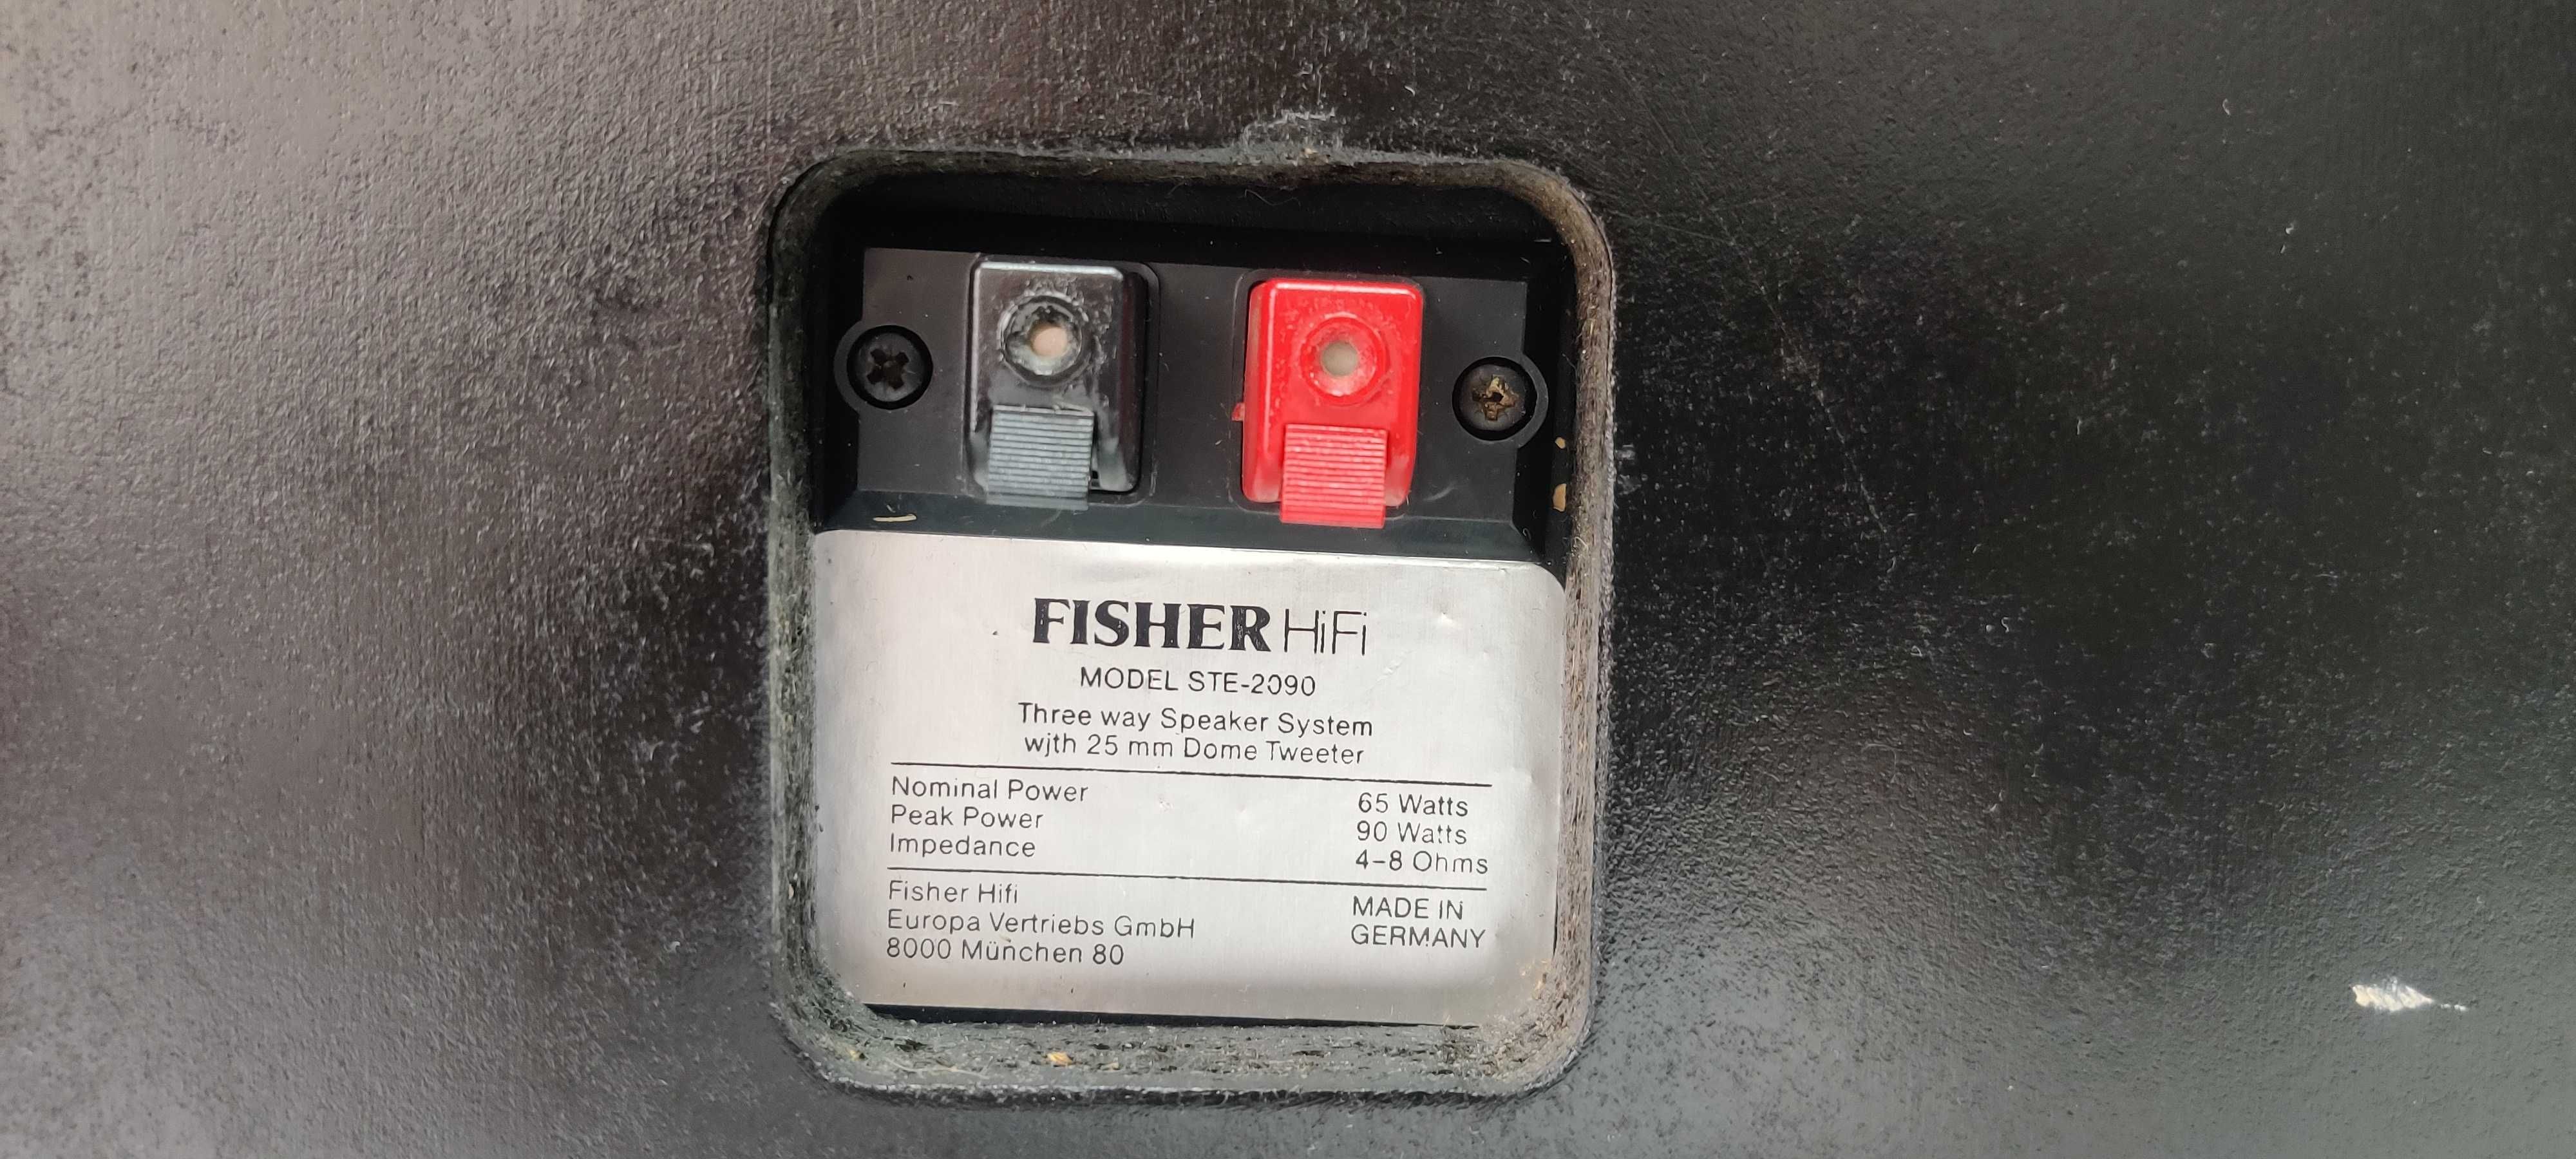 FISHER HiFi
MODEL STE-2090
Three way Speaker System
with 25 mm Dome Tweeter
Nominal Power 65 Watts
Peak Power 90 Watts
Impedance 4-8 Ohms
Fisher Hifi
Europa Vertriebs GmbH
8000 München 80
MADE IN
GERMANY